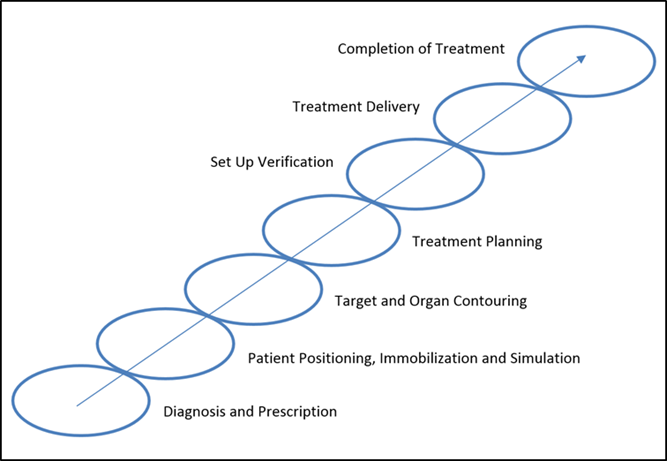 Completion of Treatment
Treatment Delivery
Set Up Verification
Treatment Planning
Target and Organ Contouring
Patient Positioning, Immobilization and Simulation
Diagnosis and Prescription